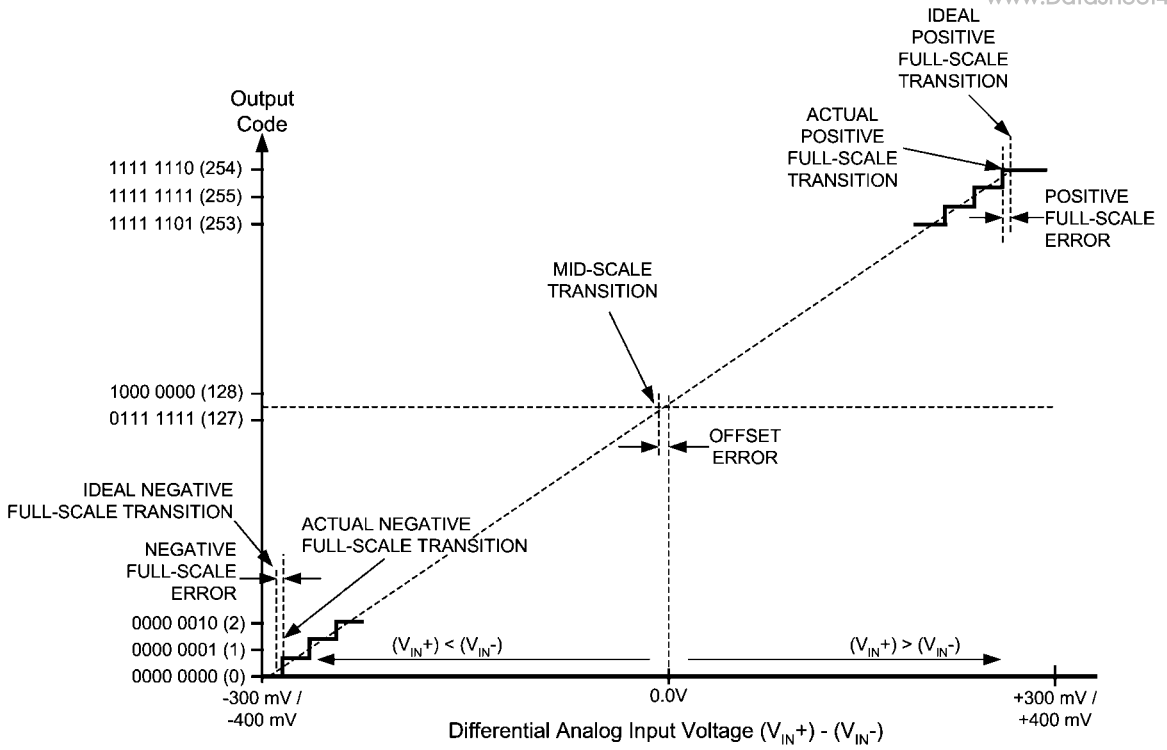 IDEAL
POSITIVE
FULL-SCALE
TRANSITION
Output
Code
ACTUAL
POSITIVE
FULL-SCALE
TRANSITION
1111 1110 (254)
1111 1111 (255)
1111 1101 (253)
POSITIVE
FULL-SCALE
ERROR
MID-SCALE
TRANSITION
1000 0000 (128)
0111 1111 (127)
OFFSET
ERROR
IDEAL NEGATIVE
FULL-SCALE TRANSITION
ACTUAL NEGATIVE
FULL-SCALE TRANSITION
NEGATIVE
FULL-SCALE
ERROR
0000 0010 (2)
0000 0001 (1)
0000 0000 (0)
(VIN+) < (VIN-)
(VIN+) > (VIN-)
-300 mV /
-400 mV
0.0V
+300 mV /
+400 mV
Differential Analog Input Voltage (VIN+) - (VIN-)